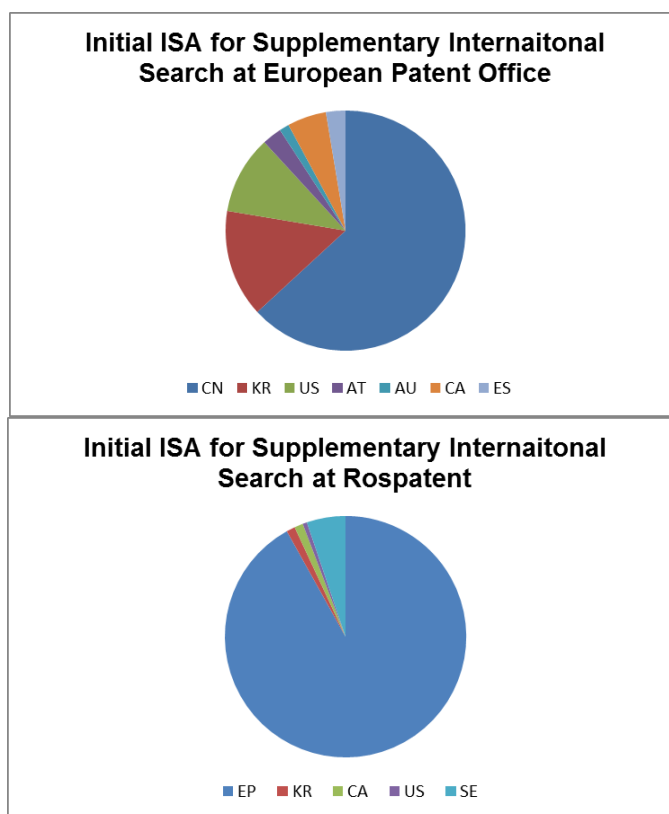 Initial ISA for Supplementary Internaitonal
Search at European Patent Office
CN KR US AT AU CA ES
Initial ISA for Supplementary Internaitonal
Search at Rospatent
EP KR CA US SE